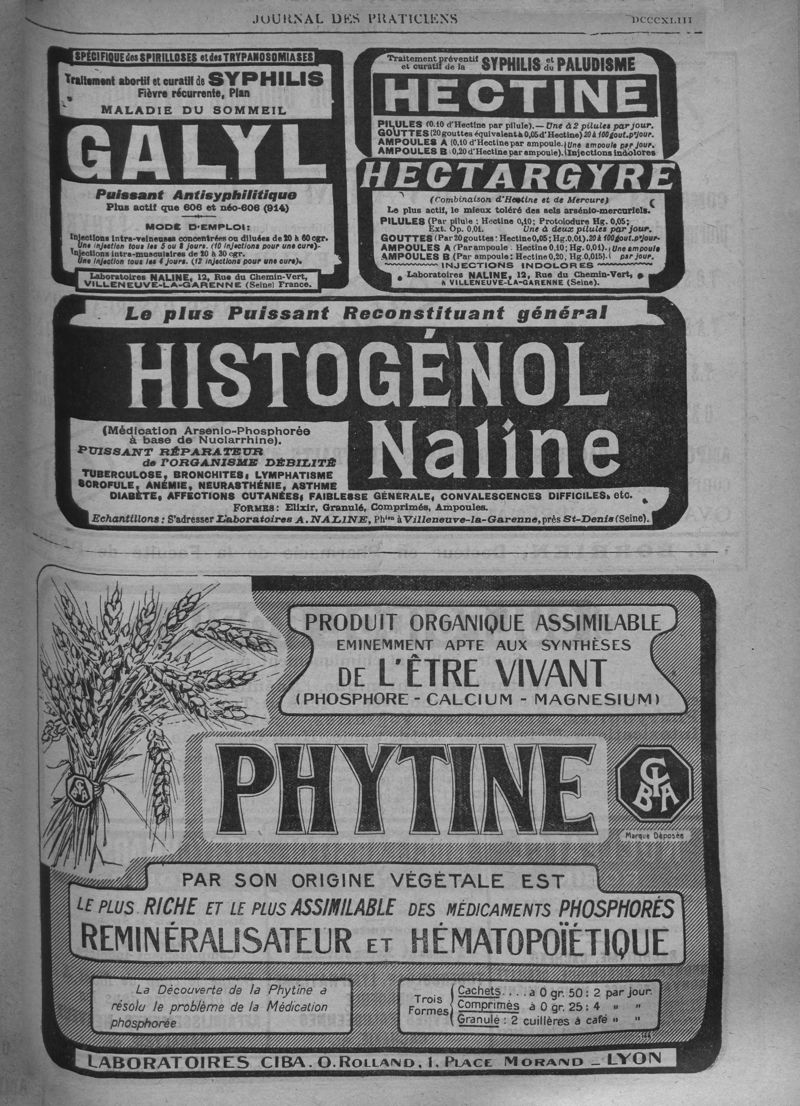 JOURNAL DES PRATICIENS
DCCCXLIII
SPÉCIFIQUE des SPIRILLOSES et des TRYPANOSOMIASES
Traitement abortif et curatif de SYPHILIS
Fièvre récurrente, Pian
MALADIE DU SOMMEIL
GALYL
Puissant Antisyphilitique
Plus actif que 606 et néo-606 (914)
MODE D'EMPLOI:
Injections intra-veineuses concentrées ou diluées de 20 à 60 cgr.
Une injection tous les 5 ou 8 jours. (10 injections pour une cure)-
Injections intra-musculaires de 20 à 30 cgr.
Une injection tous les 4 jours. (12 injections pour une cure).
Laboratoires NALINE, 12, Rue du Chemin-Vert,
VILLENEUVE-LA-GARENNE (Seine) France.
Traitement préventif et curatif de la SYPHILIS et du PALUDISME
HECTINE
PILULES (0.10 d'Hectine par pilule).— Une à 2 pilules par jour.
GOUTTES (20 gouttes équivalent à 0,05 d'Hectine) 20 à 100 gout. p. jour.
AMPOULES A (0,10 d'Hectine par ampoule. Une ampoule par jour.
AMPOULES B (0,20 d'Hectine par ampoule). Injections indolores
HECTARGYRE
(Combinaison d'Hectine et de Mercure)
Le plus actif, le mieux toléré des sels arsénio-mercuriels.
PILULES (Par pilule : Hectine 0,10; Protoiodure Hg. 0,05;
Ext. Op. 0,01. Une à deux pilules par jour.
GOUTTES (Par 20 gouttes: Hectine 0,05; Hg. 0,01). 20 à 100 gout. p. jour.
AMPOULES A (Par ampoule : Hectine 0,10; Hg. 0,01). Une ampoule
AMPOULES B (Par ampoule: Hectine 0,20, Hg. 0,015). par jour.
INJECTIONS INDOLORES
Laboratoires NALINE, 12, Rue du Chemin-Vert,
à VILLENEUVE-LA-GARENNE (Seine).
Le plus Puissant Reconstituant général
HISTOGÉNOL
Naline
(Médication Arsenio-Phosphorée
à base de Nuclarrhine).
PUISSANT RÉPARATEUR
de l'ORGANISME DÉBILITÉ
TUBERCULOSE, BRONCHITES, LYMPHATISME
SCROFULE, ANÉMIE, NEURASTHÉNIE, ASTHME
DIABÈTE, AFFECTIONS CUTANÉES, FAIBLESSE GÉNÉRALE, CONVALESCENCES DIFFICILES, etc.
FORMES: Elixir, Granulé, Comprimés, Ampoules.
Echantillons: S'adresser Laboratoires A. NALINE, Phien à Villeneuve-la-Garenne, près St-Denis (Seine).
PRODUIT ORGANIQUE ASSIMILABLE
EMINEMMENT APTE AUX SYNTHÈSES
DE L'ÊTRE VIVANT
(PHOSPHORE - CALCIUM - MAGNESIUM)
PHYTINE
CIBA
Marque Déposée
PAR SON ORIGINE VÉGÉTALE EST
LE PLUS RICHE ET LE PLUS ASSIMILABLE DES MÉDICAMENTS PHOSPHORÉS
REMINÉRALISATEUR ET HÉMATOPOÏÉTIQUE
La Découverte de la Phytine a
résolu le problème de la Médication
phosphorée
Trois Formes
Cachets.... à 0 gr. 50 : 2 par jour.
Comprimés à 0 gr. 25 : 4 " "
Granulé : 2 cuillères à café " "
LABORATOIRES CIBA. O. ROLLAND, 1, PLACE MORAND _ LYON